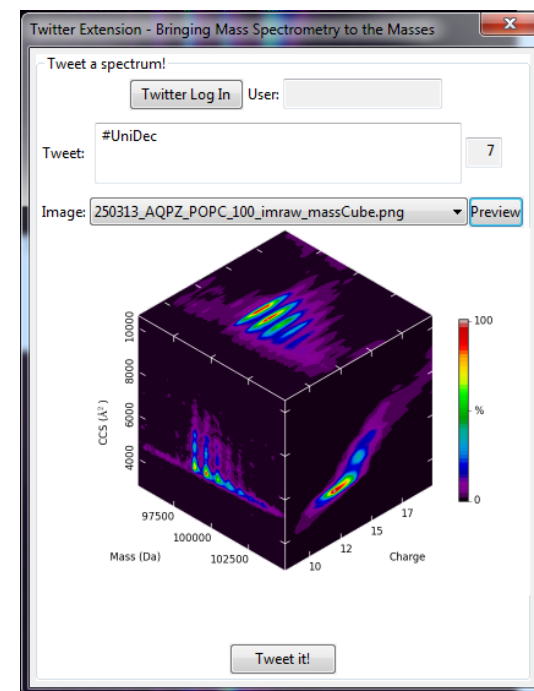 Twitter Extension - Bringing Mass Spectrometry to the Masses
Tweet a spectrum!
Twitter Log In User:
Tweet: #UniDec 7
Image: 250313_AQPZ_POPC_100_imraw_massCube.png Preview
10000
8000
6000
4000
CCS (Å²)
100
%
0
97500
100000
102500
Mass (Da)
10
12
15
17
Charge
Tweet it!